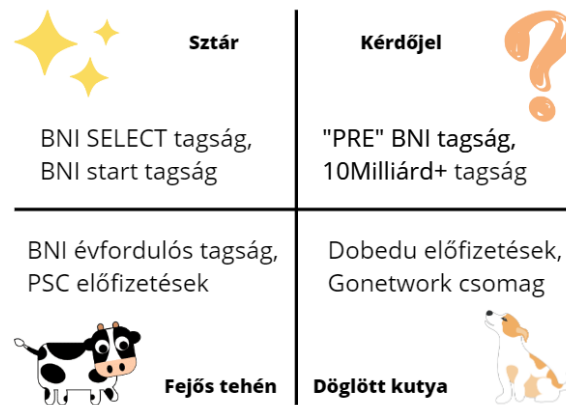 Sztár
BNI SELECT tagság,
BNI start tagság
Kérdőjel
"PRE" BNI tagság,
10Milliárd+ tagság
BNI évfordulós tagság,
PSC előfizetések
Fejős tehén
Dobedu előfizetések,
Gonetwork csomag
Döglött kutya